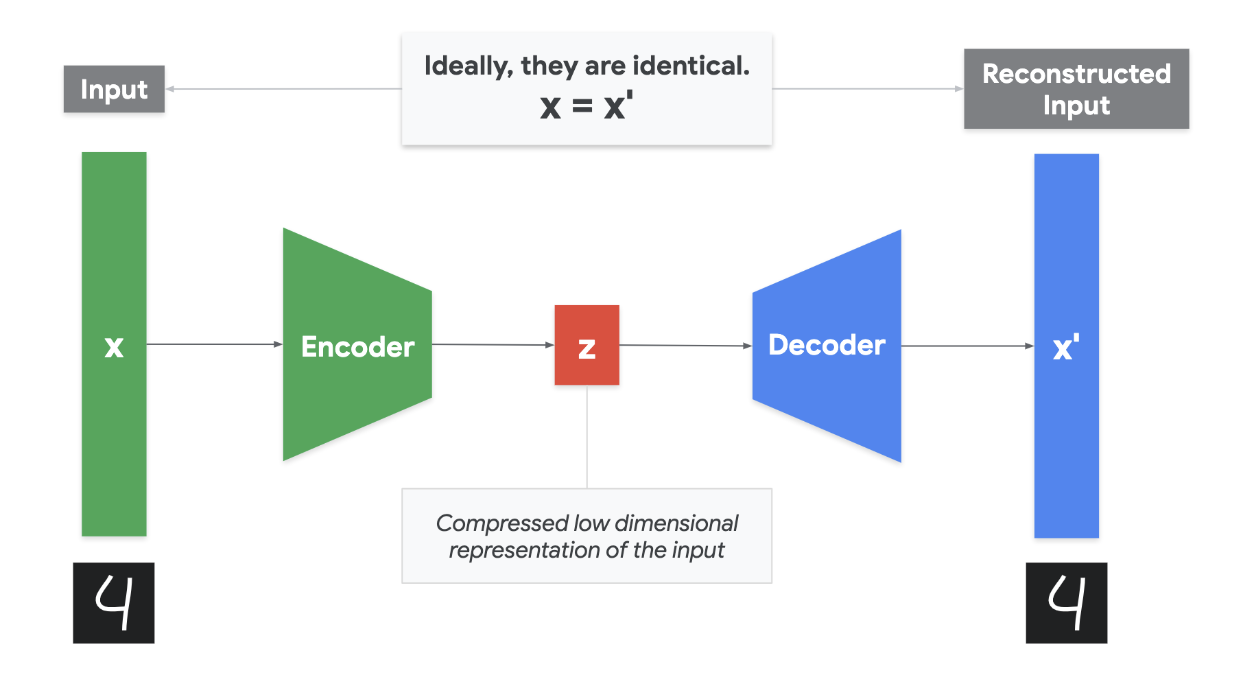 Input
Ideally, they are identical.
x = x'
Reconstructed
Input
x
Encoder
z
Decoder
x'
Compressed low dimensional
representation of the input
4
4